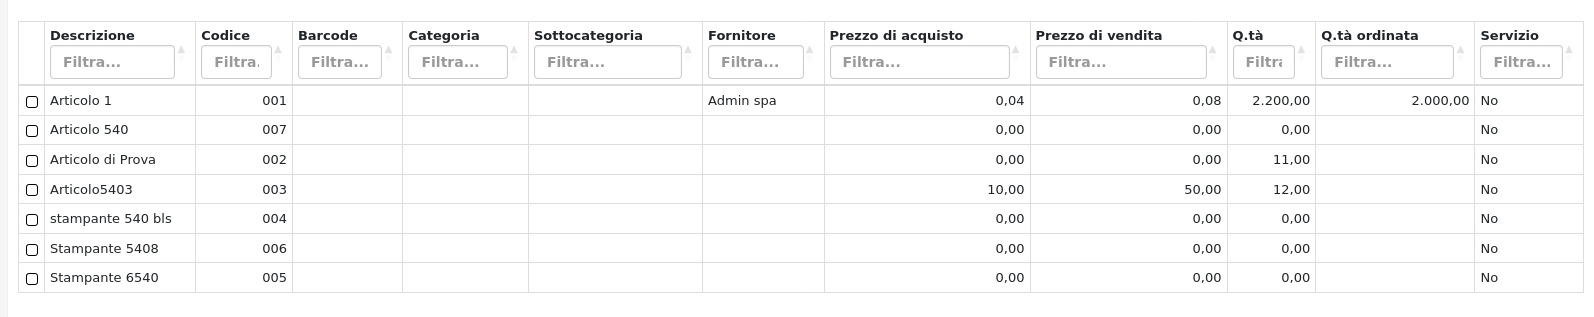 Descrizione Codice Barcode Categoria Sottocategoria Fornitore Prezzo di acquisto Prezzo di vendita Q.tà Q.tà ordinata Servizio
Filtra... Filtra. Filtra... Filtra... Filtra... Filtra... Filtra... Filtra... Filtra Filtra... Filtra...
Articolo 1 001 Admin spa 0,04 0,08 2.200,00 2.000,00 No
Articolo 540 007 0,00 0,00 0,00 No
Articolo di Prova 002 0,00 0,00 11,00 No
Articolo5403 003 10,00 50,00 12,00 No
stampante 540 bls 004 0,00 0,00 0,00 No
Stampante 5408 006 0,00 0,00 0,00 No
Stampante 6540 005 0,00 0,00 0,00 No